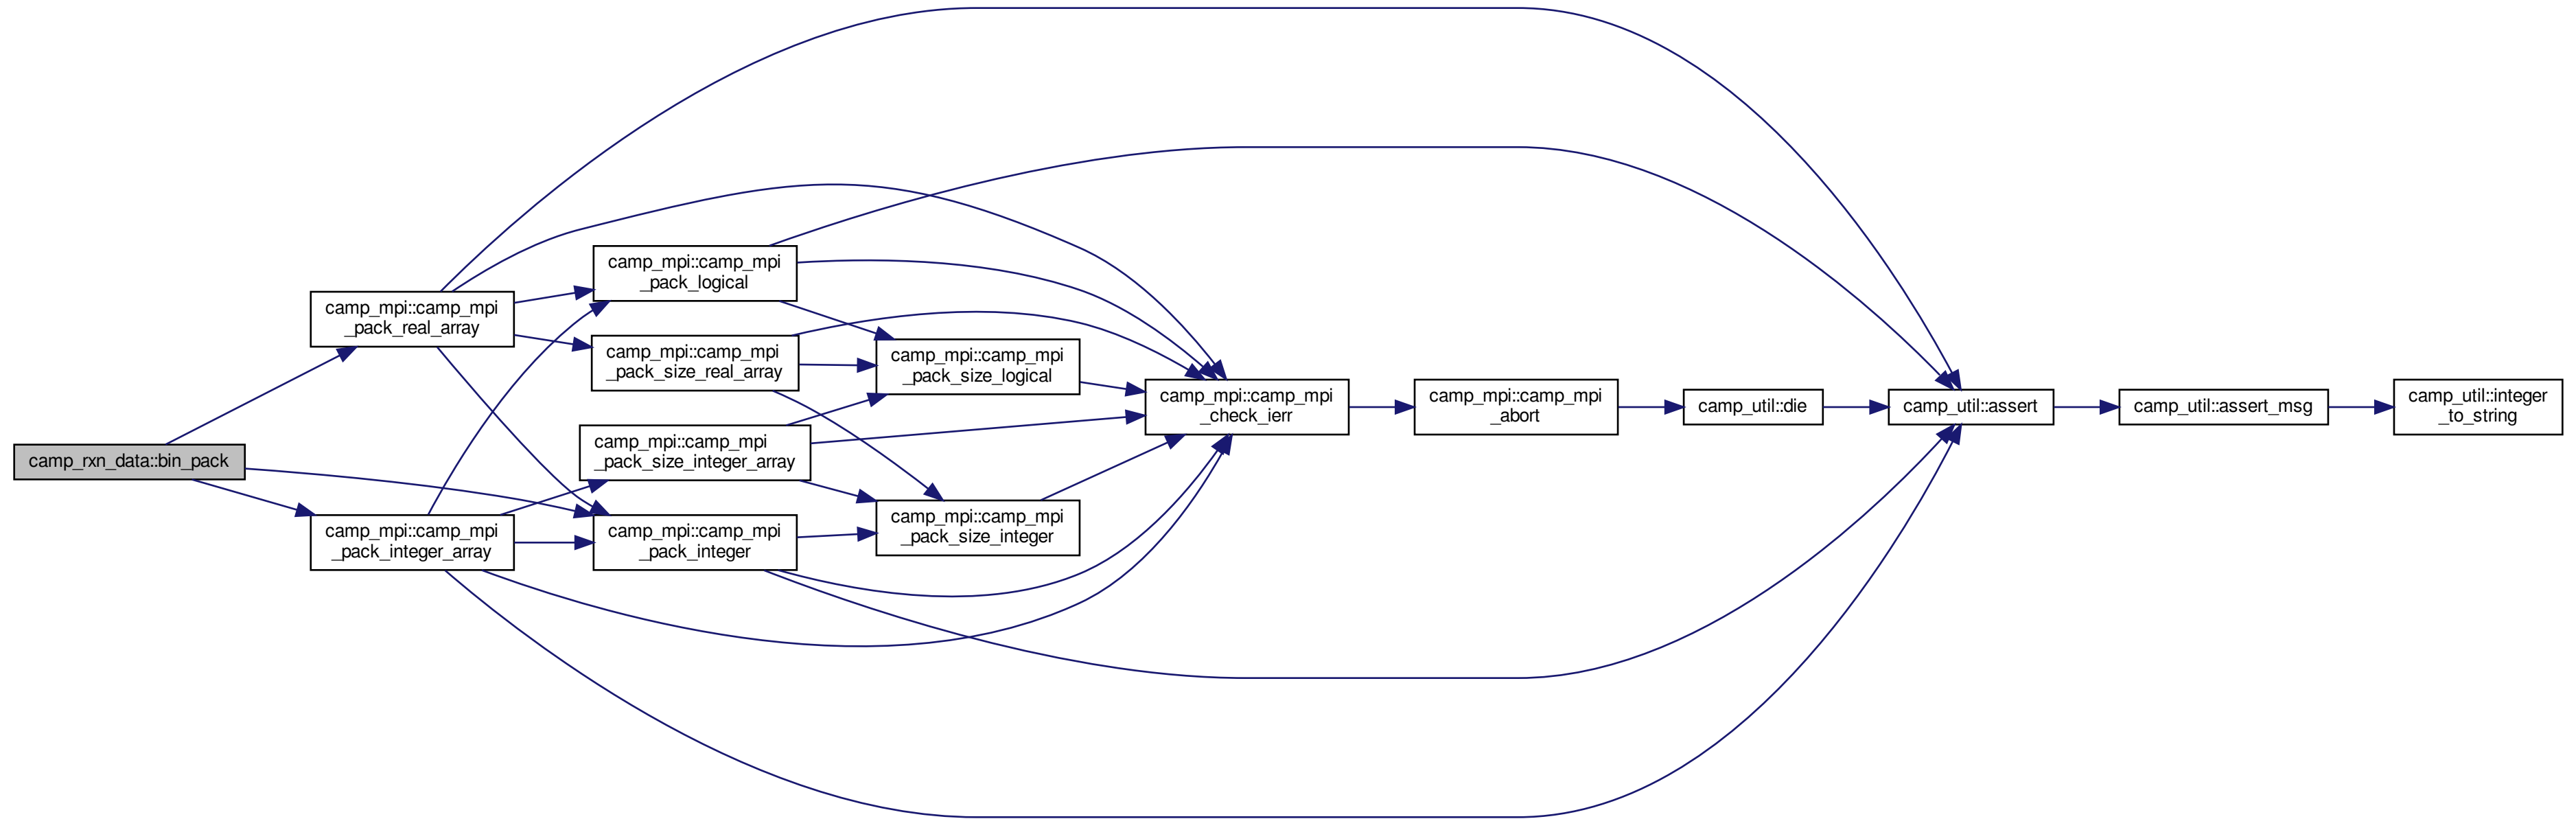 camp_rxn_data::bin_pack
camp_mpi::camp_mpi
_pack_real_array
camp_mpi::camp_mpi
_pack_integer_array
camp_mpi::camp_mpi
_pack_logical
camp_mpi::camp_mpi
_pack_size_real_array
camp_mpi::camp_mpi
_pack_size_integer_array
camp_mpi::camp_mpi
_pack_integer
camp_mpi::camp_mpi
_pack_size_logical
camp_mpi::camp_mpi
_pack_size_integer
camp_mpi::camp_mpi
_check_ierr
camp_mpi::camp_mpi
_abort
camp_util::die
camp_util::assert
camp_util::assert_msg
camp_util::integer
_to_string